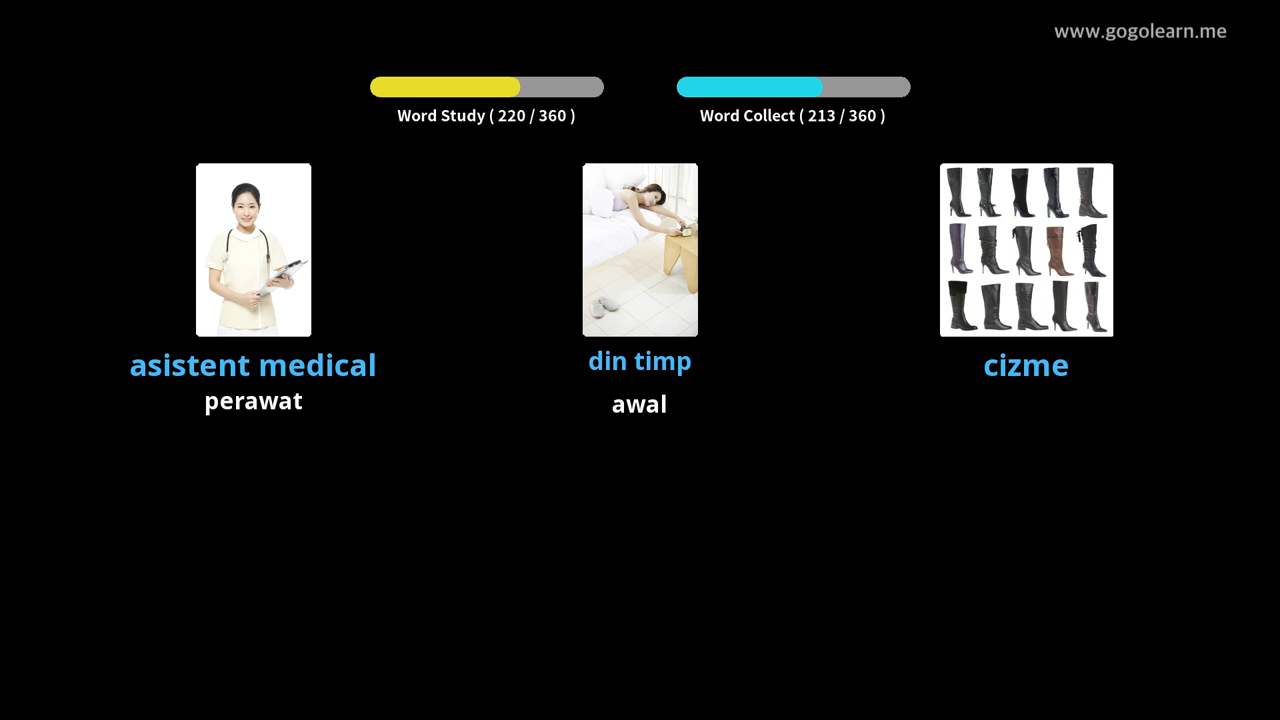 www.gogolearn.me
Word Study ( 220 / 360 )
Word Collect ( 213 / 360 )
asistent medical
perawat
din timp
awal
cizme